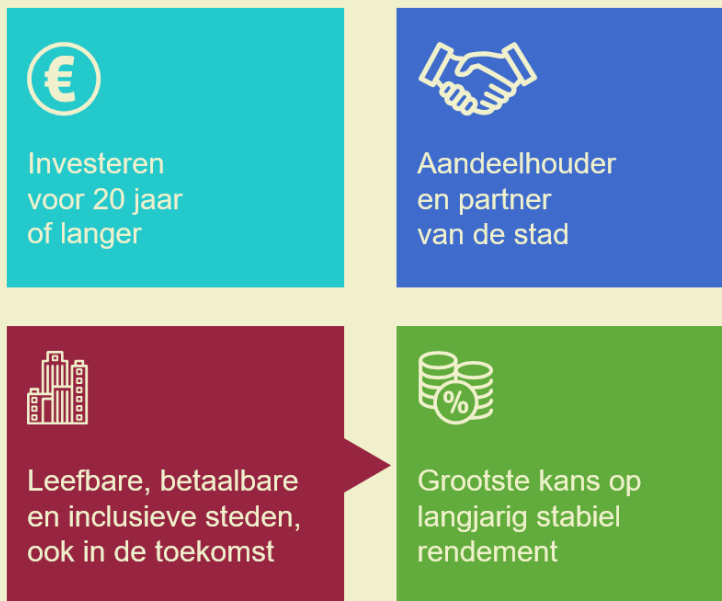 €
Investeren
voor 20 jaar
of langer
Aandeelhouder
en partner
van de stad
Leefbare, betaalbare
en inclusieve steden,
ook in de toekomst
%
Grootste kans op
langjarig stabiel
rendement